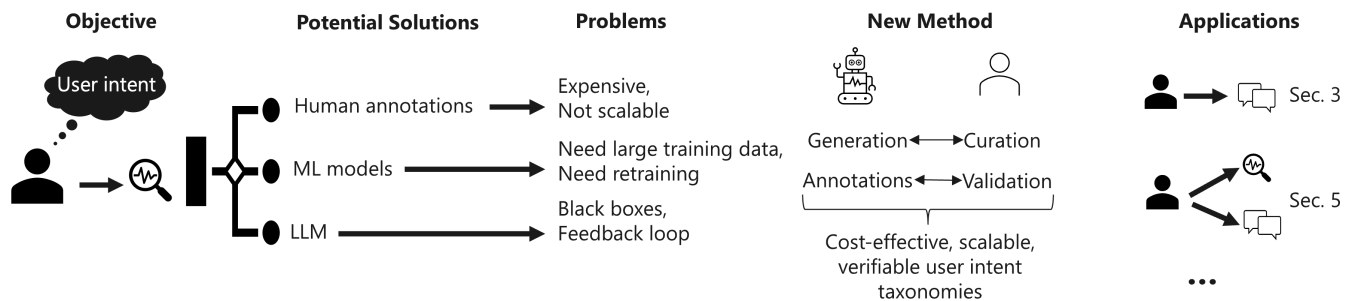 Objective
Potential Solutions
Problems
New Method
Applications
User intent
Human annotations
Expensive,
Not scalable
ML models
Need large training data,
Need retraining
LLM
Black boxes,
Feedback loop
Generation
Curation
Annotations
Validation
Cost-effective, scalable,
verifiable user intent
taxonomies
Sec. 3
Sec. 5
...